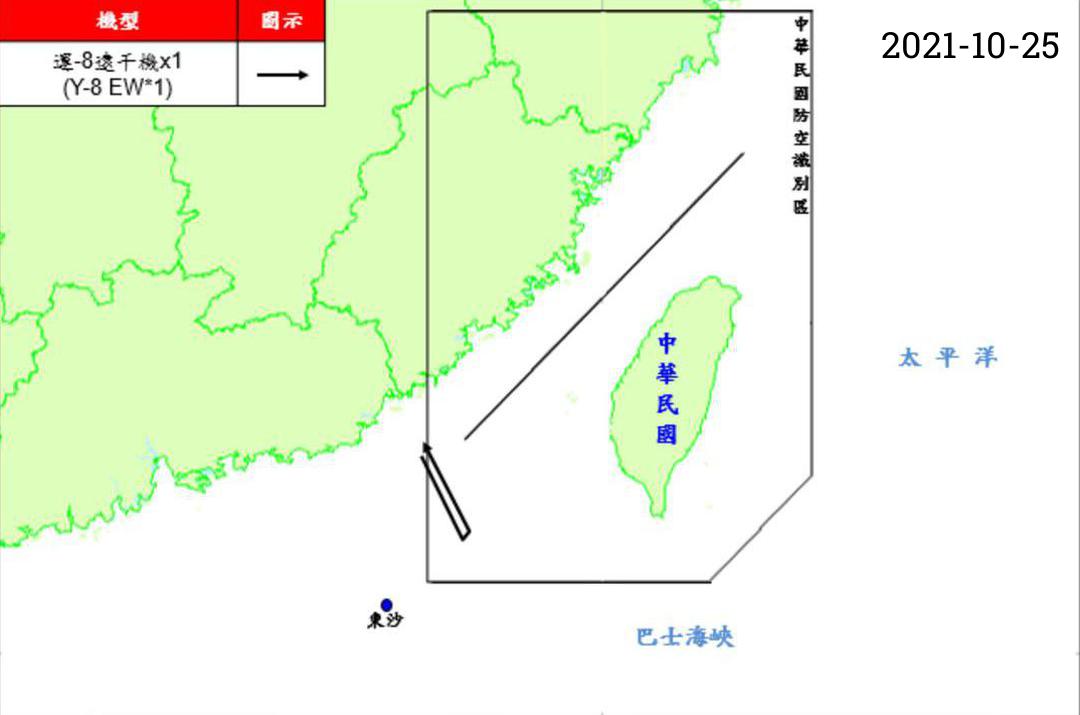 機型 圖示
運-8遠干機x1
(Y-8 EW*1)
2021-10-25
中華民國防空識別區
中華民國
太平洋
東沙
巴士海峽